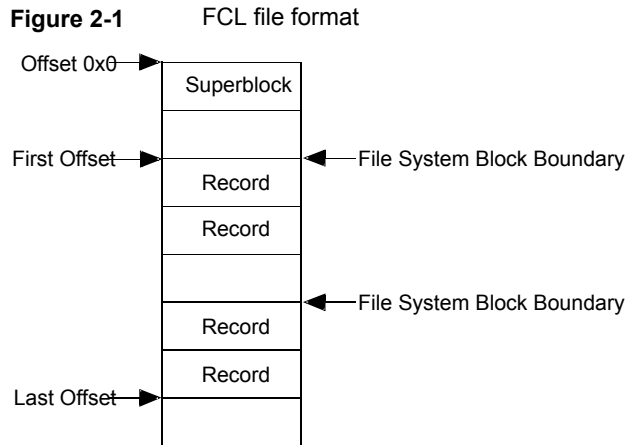 Figure 2-1 FCL file format
Offset 0x0
Superblock
First Offset
File System Block Boundary
Record
Record
File System Block Boundary
Record
Record
Last Offset